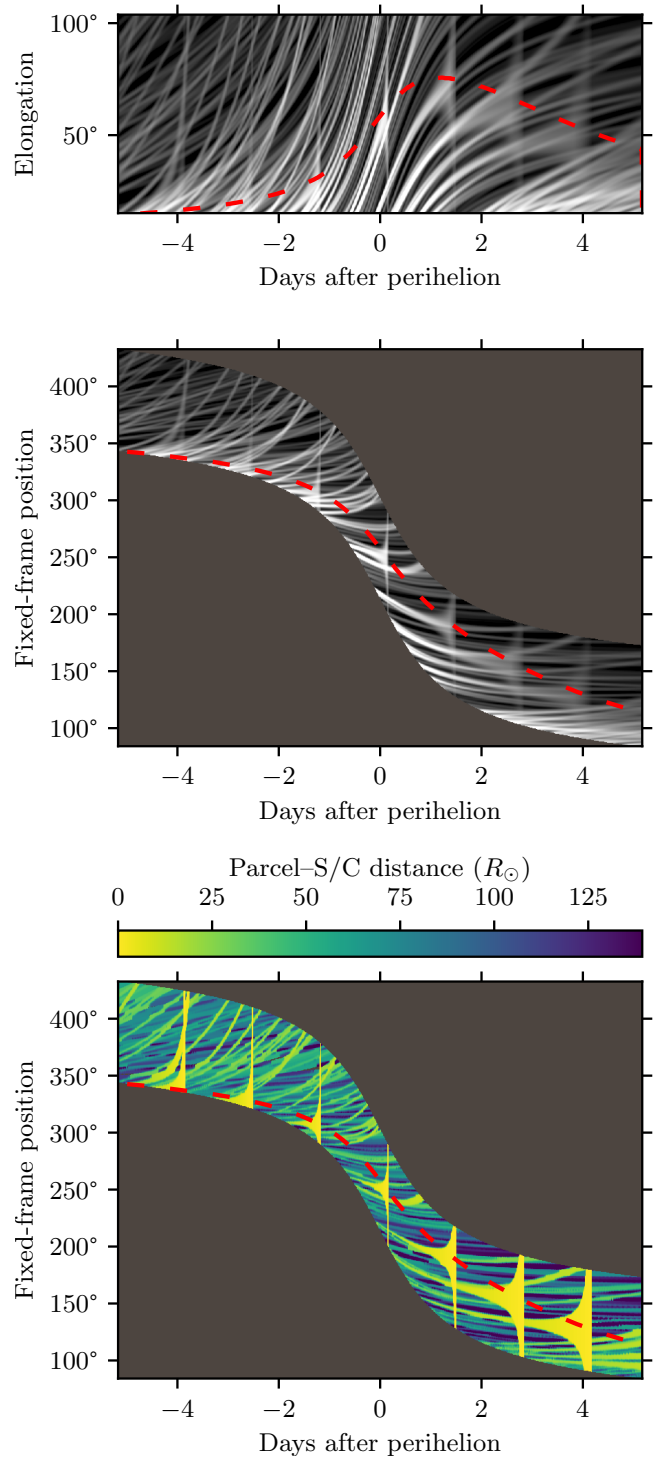 100°
50°
Elongation
−4 −2 0 2 4
Days after perihelion
400°
350°
300°
250°
200°
150°
100°
Fixed-frame position
−4 −2 0 2 4
Days after perihelion
Parcel–S/C distance (R☉)
0 25 50 75 100 125
400°
350°
300°
250°
200°
150°
100°
Fixed-frame position
−4 −2 0 2 4
Days after perihelion